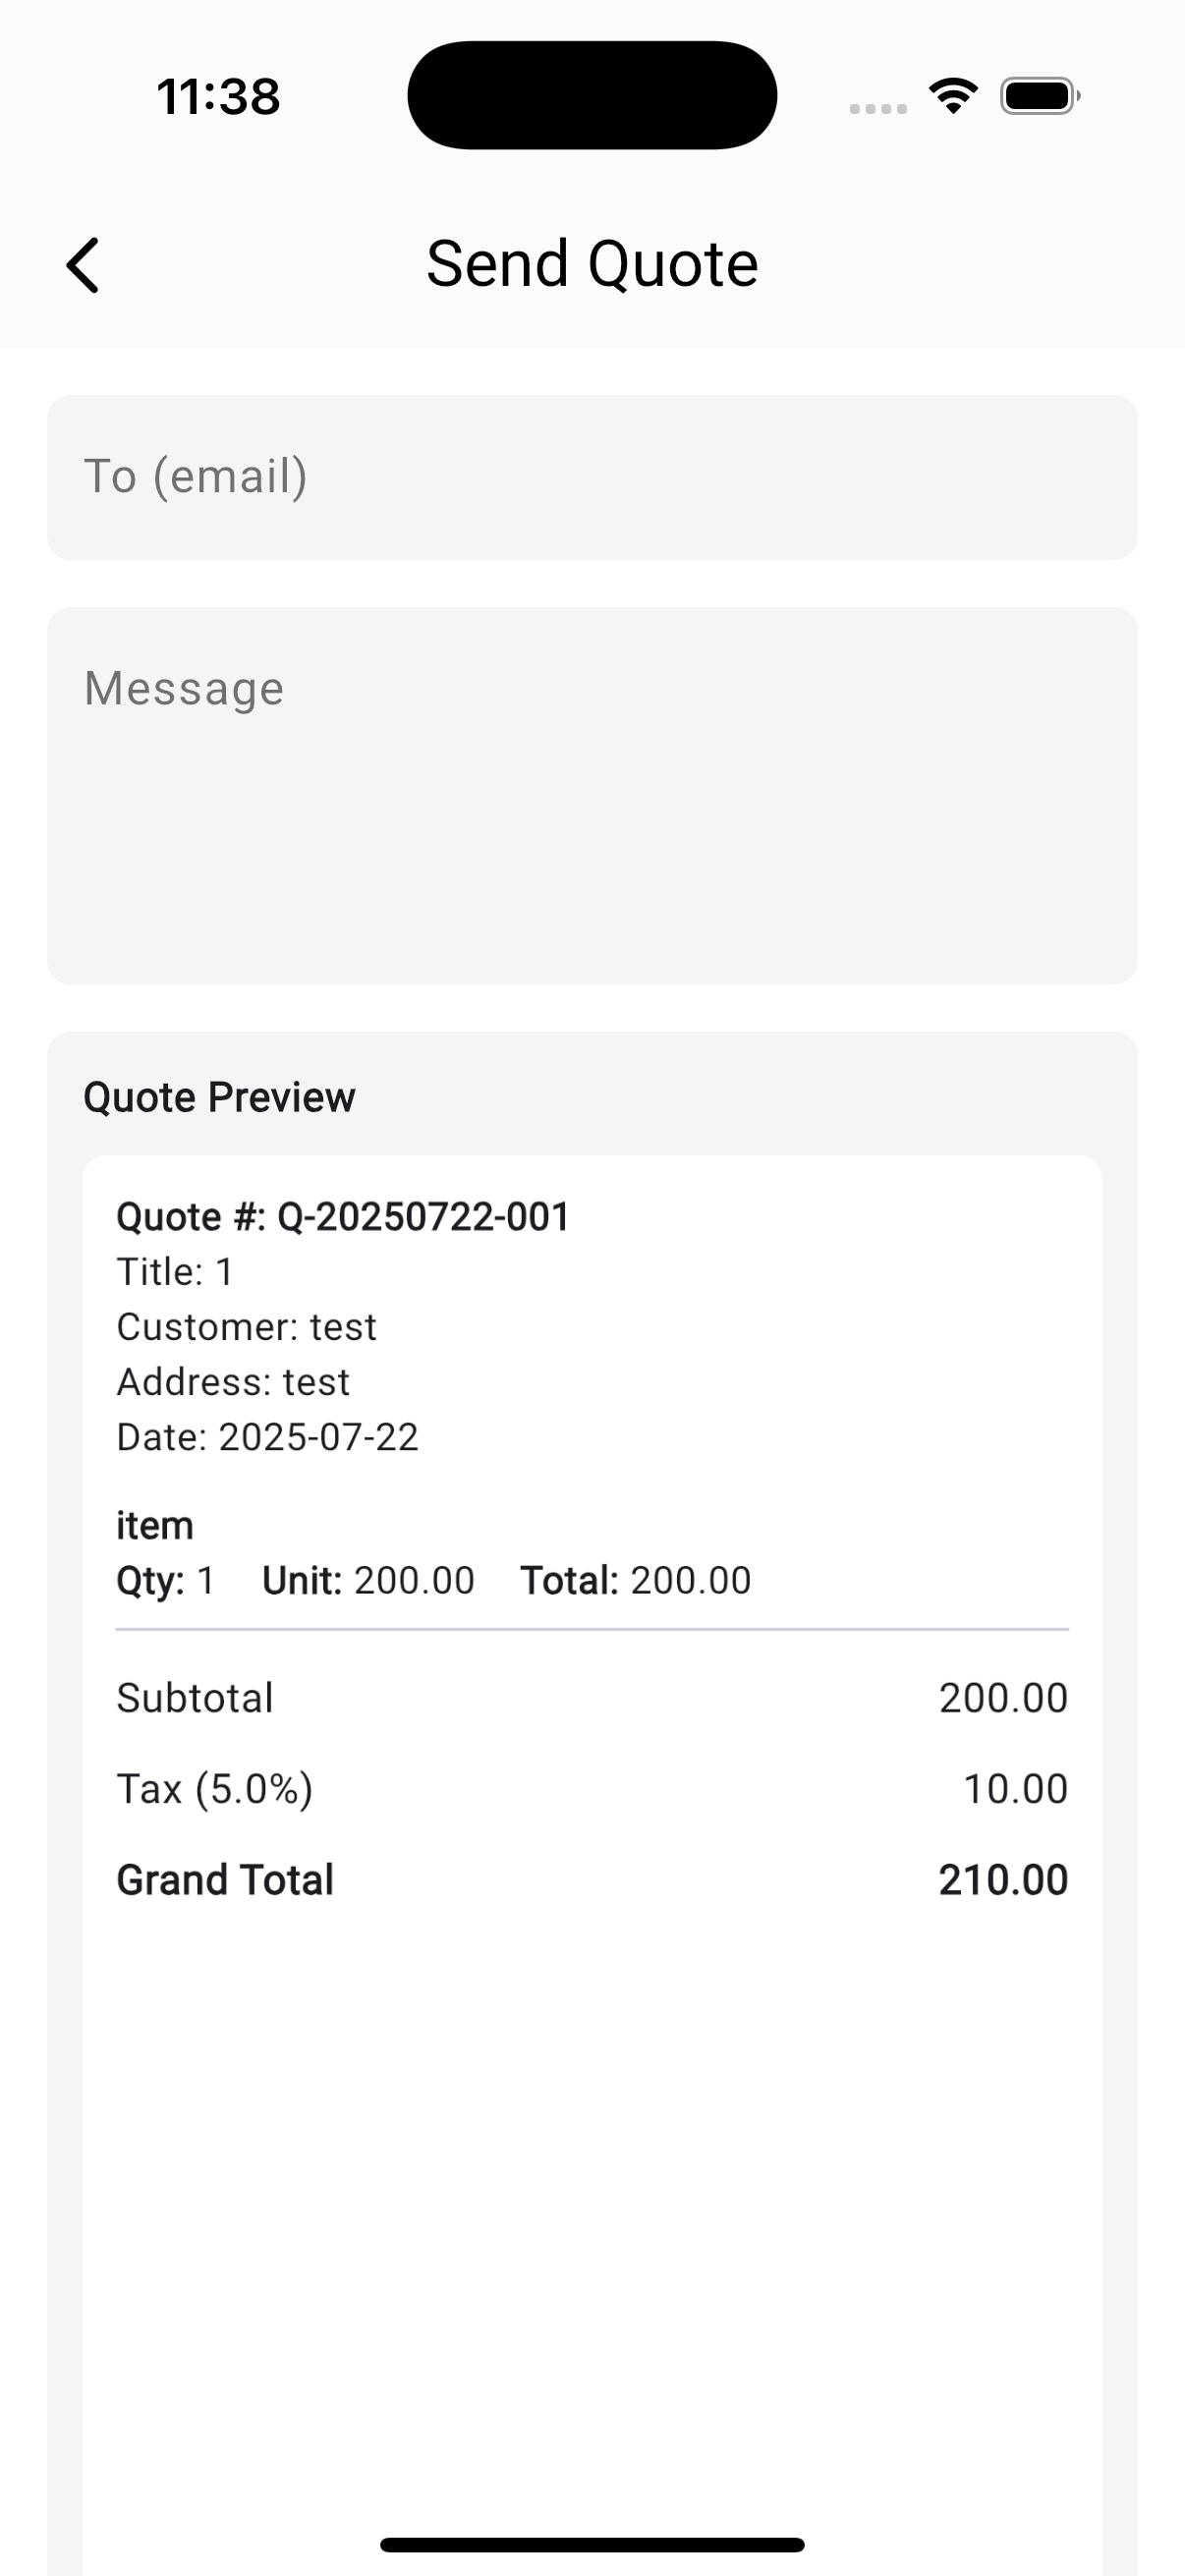 11:38
Send Quote
To (email)
Message
Quote Preview
Quote #: Q-20250722-001
Title: 1
Customer: test
Address: test
Date: 2025-07-22
item
Qty: 1 Unit: 200.00 Total: 200.00
Subtotal 200.00
Tax (5.0%) 10.00
Grand Total 210.00